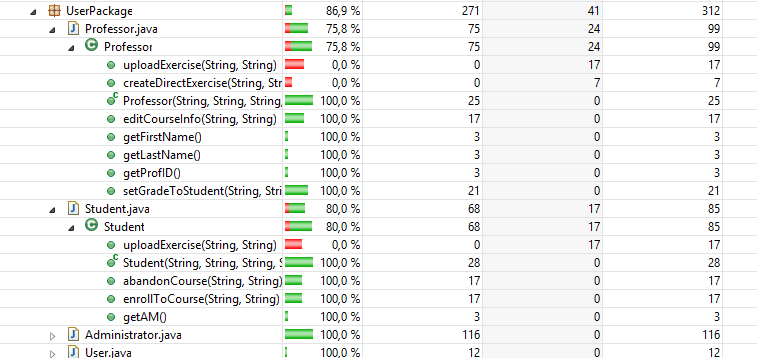 UserPackage 86,9 % 271 41 312
Professor.java 75,8 % 75 24 99
Professor 75,8 % 75 24 99
uploadExercise(String, String) 0,0 % 0 17 17
createDirectExercise(String, String) 0,0 % 0 7 7
Professor(String, String, String, 100,0 % 25 0 25
editCourseInfo(String, String) 100,0 % 17 0 17
getFirstName() 100,0 % 3 0 3
getLastName() 100,0 % 3 0 3
getProfID() 100,0 % 3 0 3
setGradeToStudent(String, Stri 100,0 % 21 0 21
Student.java 80,0 % 68 17 85
Student 80,0 % 68 17 85
uploadExercise(String, String) 0,0 % 0 17 17
Student(String, String, String, S 100,0 % 28 0 28
abandonCourse(String, String) 100,0 % 17 0 17
enrollToCourse(String, String) 100,0 % 17 0 17
getAM() 100,0 % 3 0 3
Administrator.java 100,0 % 116 0 116
User.java 100,0 % 12 0 12